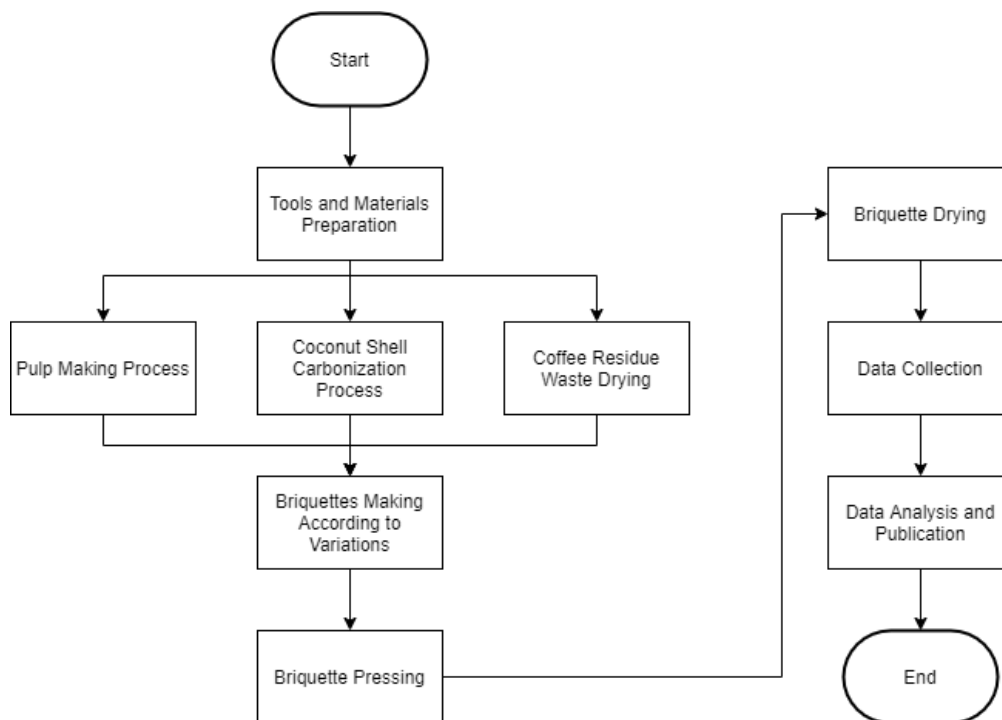 Start
Tools and Materials
Preparation
Pulp Making Process
Coconut Shell
Carbonization
Process
Coffee Residue
Waste Drying
Briquettes Making
According to
Variations
Briquette Pressing
Briquette Drying
Data Collection
Data Analysis and
Publication
End